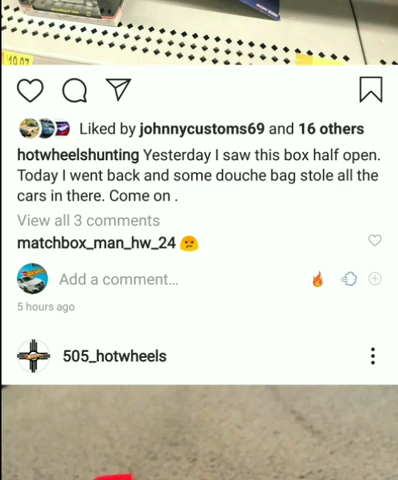 Liked by johnnycustoms69 and 16 others
hotwheelshunting Yesterday I saw this box half open.
Today I went back and some douche bag stole all the
cars in there. Come on .
View all 3 comments
matchbox_man_hw_24 😡
Add a comment...
5 hours ago
505_hotwheels